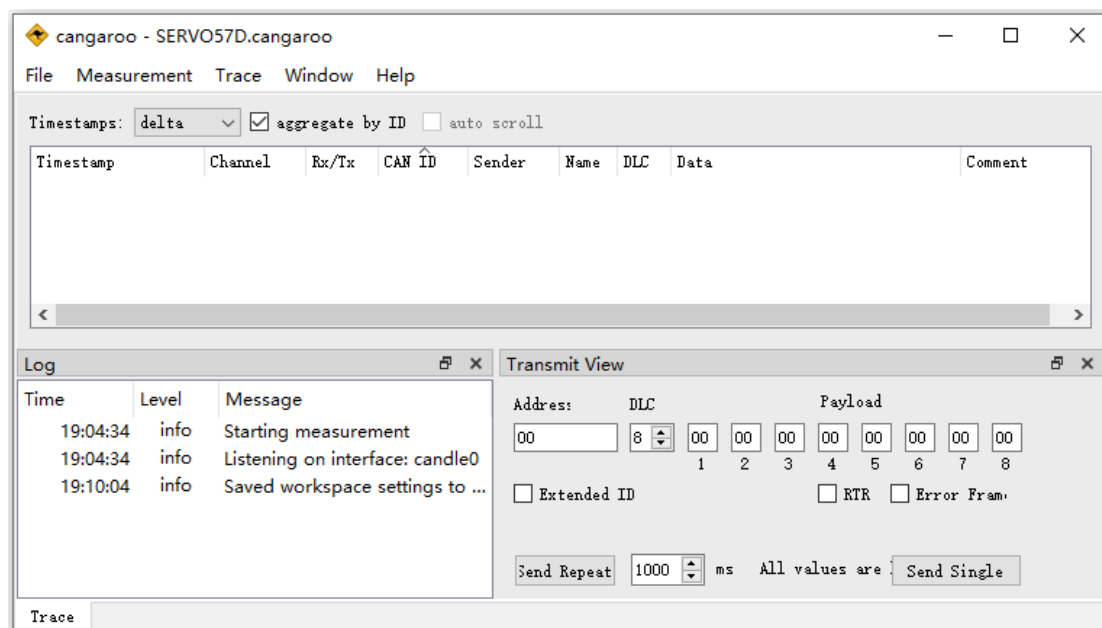 cangaroo - SERVO57D.cangaroo
File Measurement Trace Window Help
Timestamps: delta aggregate by ID auto scroll
Timestamp Channel Rx/Tx CAN ID Sender Name DLC Data Comment
Log
Time Level Message
19:04:34 info Starting measurement
19:04:34 info Listening on interface: candle0
19:10:04 info Saved workspace settings to ...
Transmit View
Address DLC Payload
00 8 00 00 00 00 00 00 00 00
1 2 3 4 5 6 7 8
Extended ID RTR Error Fram
Send Repeat 1000 ms All values are Send Single
Trace